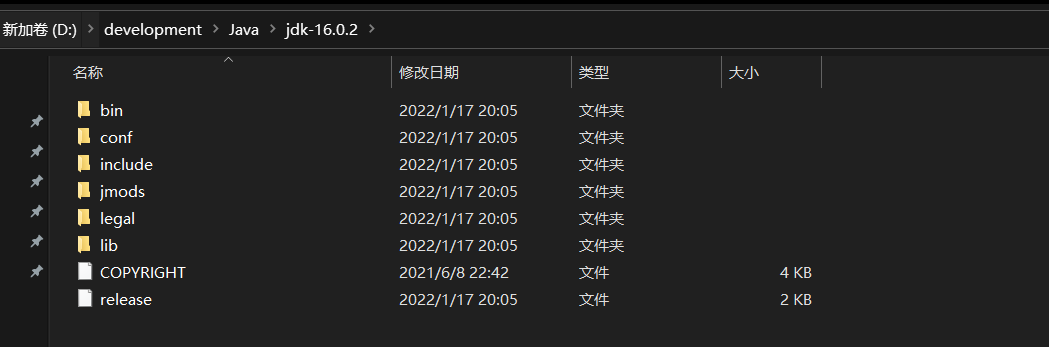 新加卷 (D:) > development > Java > jdk-16.0.2 >
名称 修改日期 类型 大小
bin 2022/1/17 20:05 文件夹
conf 2022/1/17 20:05 文件夹
include 2022/1/17 20:05 文件夹
jmods 2022/1/17 20:05 文件夹
legal 2022/1/17 20:05 文件夹
lib 2022/1/17 20:05 文件夹
COPYRIGHT 2021/6/8 22:42 文件 4 KB
release 2022/1/17 20:05 文件 2 KB